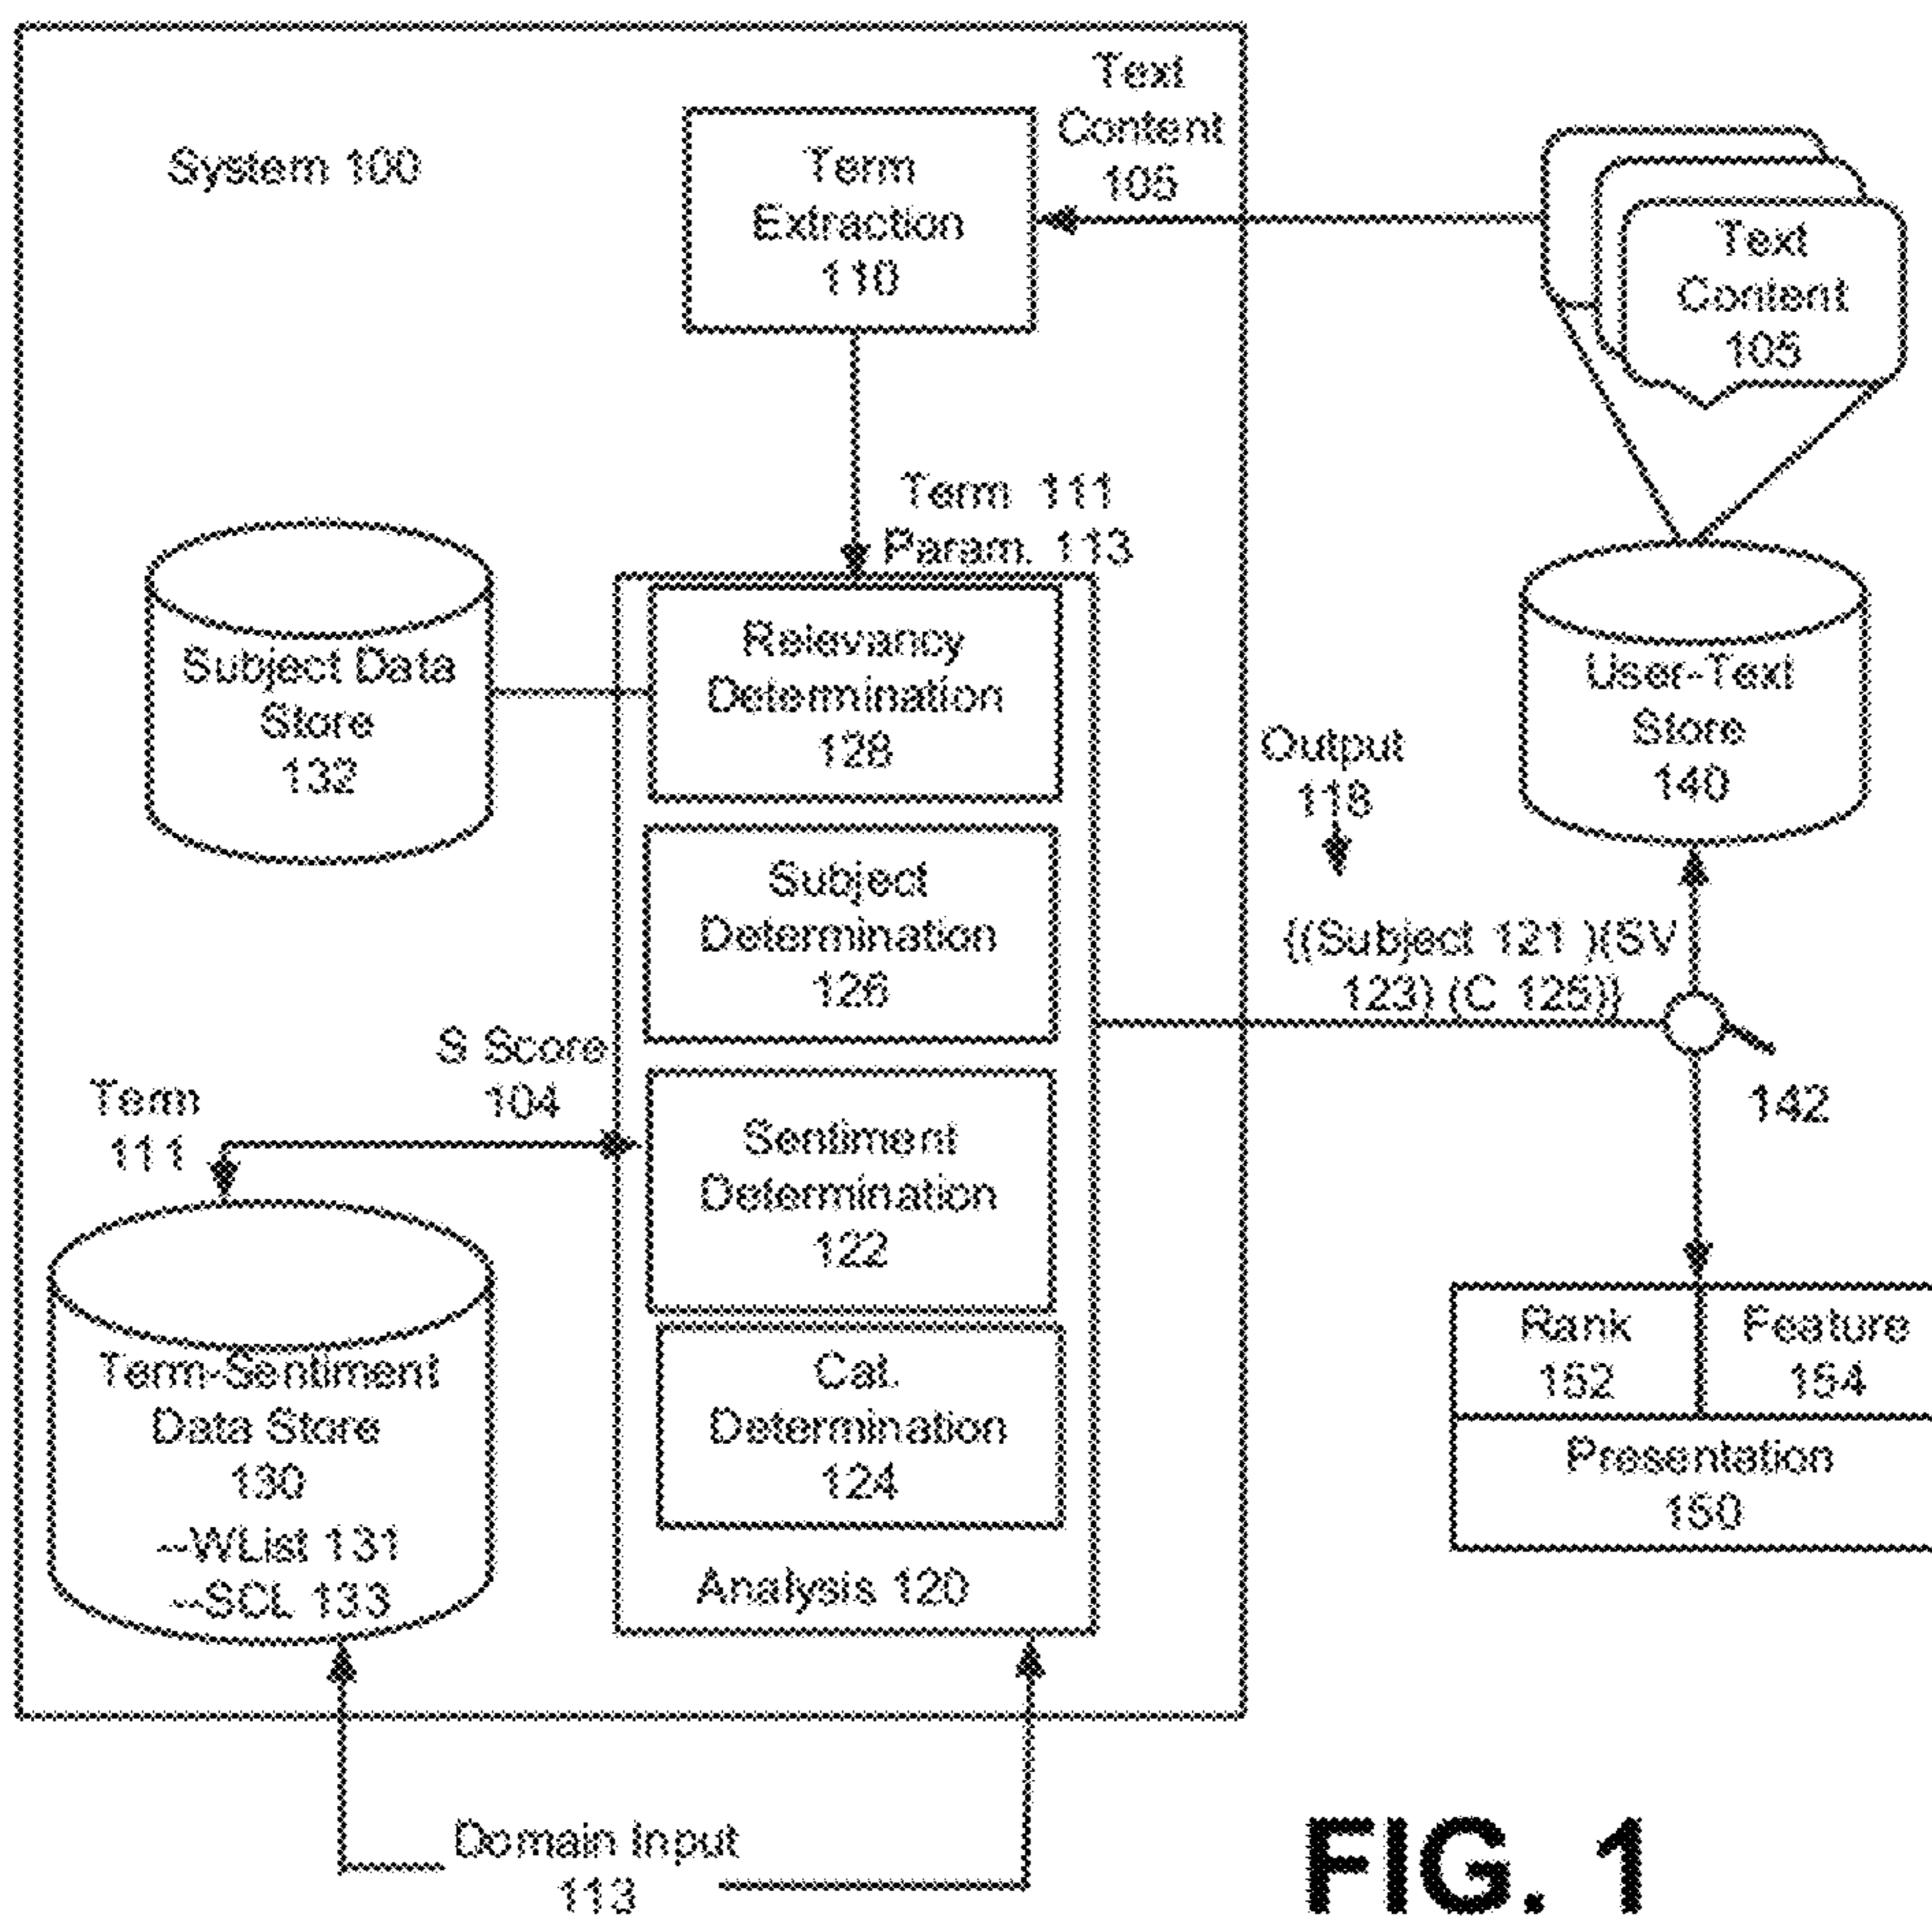 System 100
Term
Extraction
110
Text
Content
105
Text
Content
105
Term 111
Param. 113
Subject Data
Store
132
Relevancy
Determination
128
User-Text
Store
140
Output
118
Subject
Determination
126
{(Subject 121 )(SV
123) (C 125)}
142
S Score
104
Term
111
Sentiment
Determination
122
Term-Sentiment
Data Store
130
--WList 131
--SCL 133
Cat.
Determination
124
Analysis 120
Rank
152
Feature
154
Presentation
150
Domain Input
113
FIG. 1